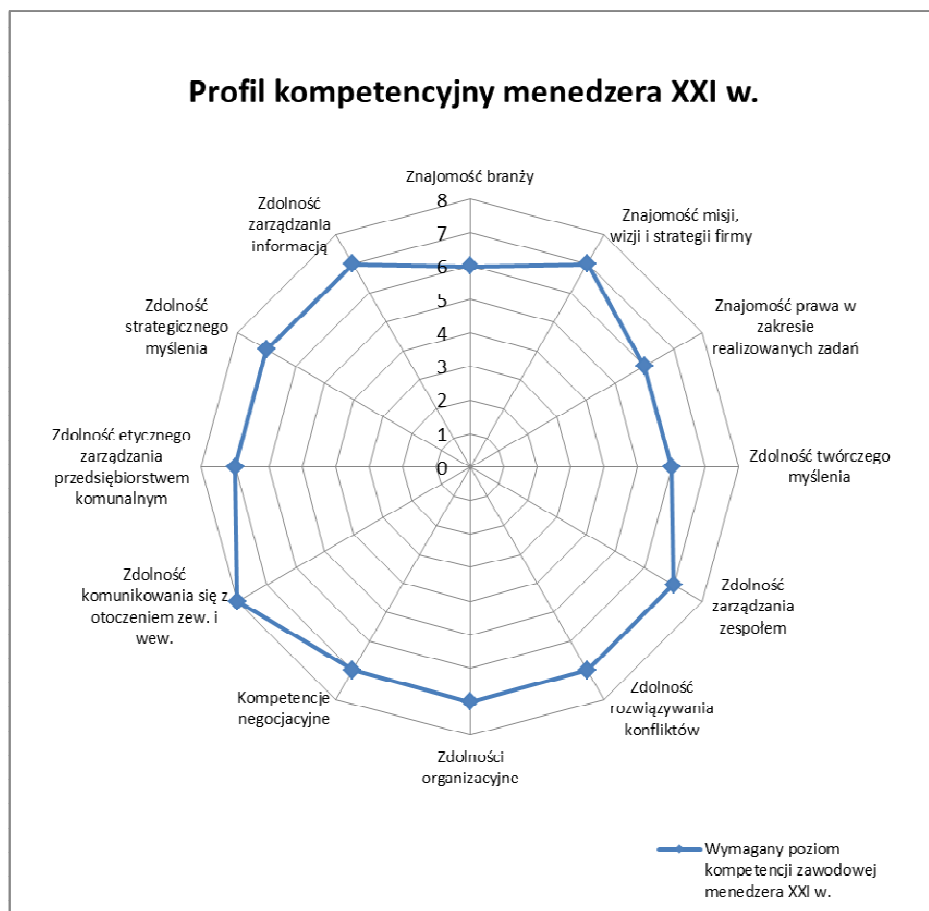 Profil kompetencyjny menedzera XXI w.
Znajomość branży
Znajomość misji,
wizji i strategii firmy
Znajomość prawa w
zakresie
realizowanych zadań
Zdolność twórczego
myślenia
Zdolność
zarządzania
zespołem
Zdolność
rozwiązywania
konfliktów
Zdolności
organizacyjne
Kompetencje
negocjacyjne
Zdolność
komunikowania się z
otoczeniem zew. i
wew.
Zdolność etycznego
zarządzania
przedsiębiorstwem
komunalnym
Zdolność
strategicznego
myślenia
Zdolność
zarządzania
informacją
8
7
6
5
4
3
2
1
0
Wymagany poziom
kompetencji zawodowej
menedzera XXI w.